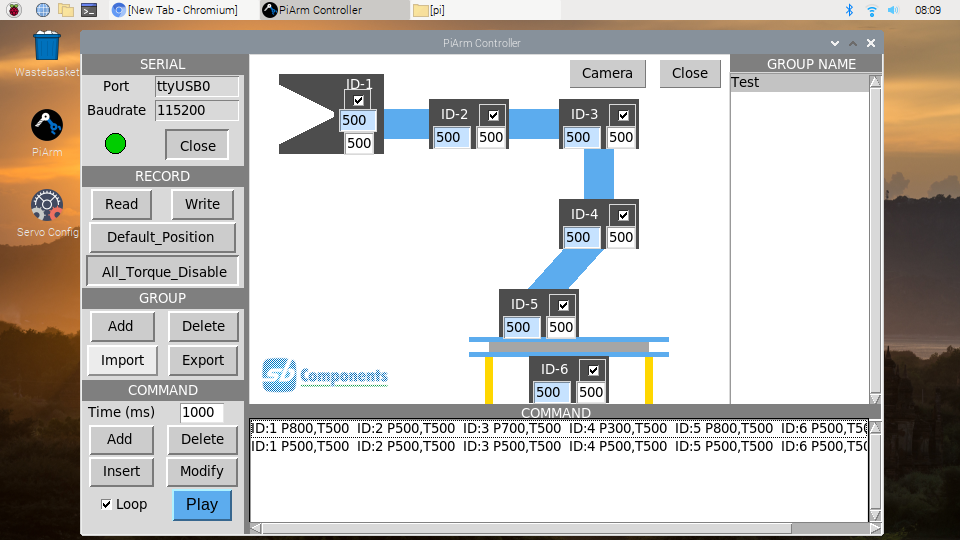 [New Tab - Chromium]
PiArm Controller
[pi]
08:09
Wastebasket
PiArm
Servo Config
PiArm Controller
SERIAL
Port ttyUSB0
Baudrate 115200
Close
RECORD
Read Write
Default_Position
All_Torque_Disable
GROUP
Add Delete
Import Export
COMMAND
Time (ms) 1000
Add Delete
Insert Modify
Loop Play
Camera Close
ID-1
500
500
ID-2
500 500
ID-3
500 500
ID-4
500 500
ID-5
500 500
ID-6
500 500
sb Components
GROUP NAME
Test
COMMAND
ID:1 P800,T500 ID:2 P500,T500 ID:3 P700,T500 ID:4 P300,T500 ID:5 P800,T500 ID:6 P500,T50
ID:1 P500,T500 ID:2 P500,T500 ID:3 P500,T500 ID:4 P500,T500 ID:5 P500,T500 ID:6 P500,T50